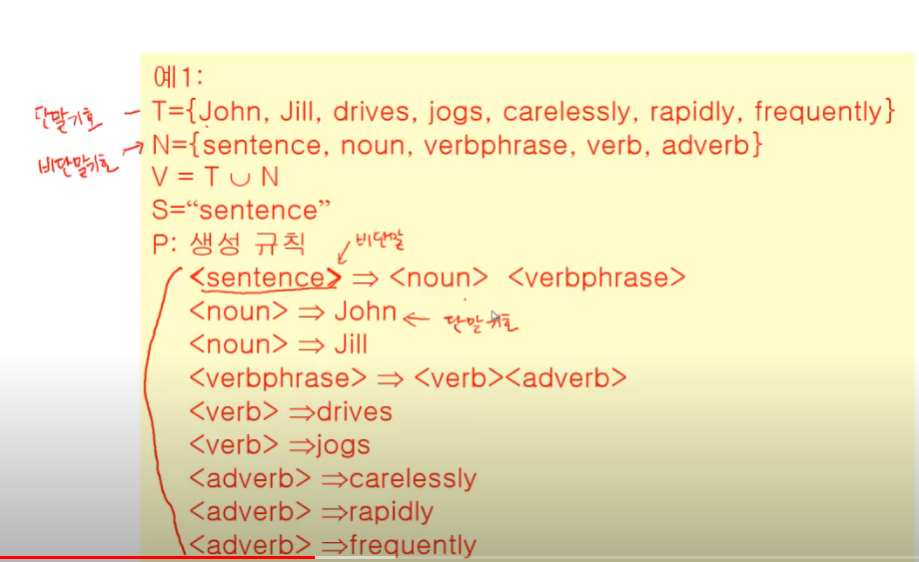 예1:
단말기호 - T={John, Jill, drives, jogs, carelessly, rapidly, frequently}
비단말기호 → N={sentence, noun, verbphrase, verb, adverb}
V = T ∪ N
S=“sentence”
P: 생성 규칙 비단말
<sentence> ⇒ <noun> <verbphrase>
<noun> ⇒ John ← 단말기호
<noun> ⇒ Jill
<verbphrase> ⇒ <verb><adverb>
<verb> ⇒drives
<verb> ⇒jogs
<adverb> ⇒carelessly
<adverb> ⇒rapidly
<adverb> ⇒frequently